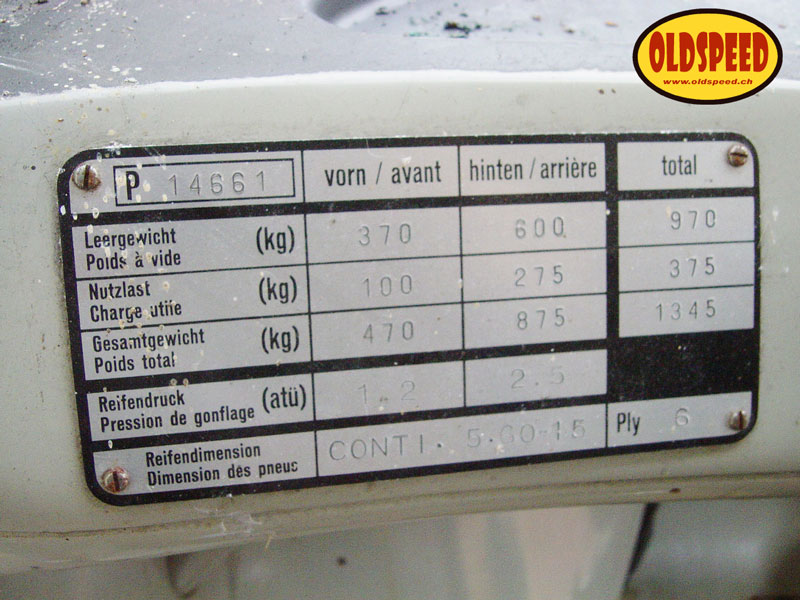 OLDSPEED
www.oldspeed.ch
P 14661 vorn / avant hinten / arrière total
Leergewicht (kg) 370 600 970
Poids à vide
Nutzlast (kg) 100 275 375
Charge utile
Gesamtgewicht (kg) 470 875 1345
Poids total
Reifendruck (atü) 1.2 2.5
Pression de gonflage
Reifendimension CONTI. 5.60-15 Ply 6
Dimension des pneus